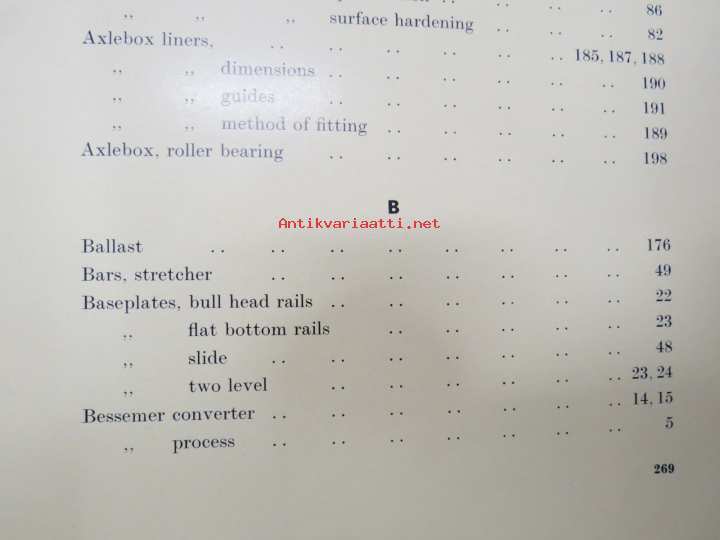 .. .. .. 86
,, ,, ,, surface hardening .. .. .. 82
Axlebox liners, .. .. .. .. .. .. 185, 187, 188
,, ,, dimensions .. .. .. .. .. .. 190
,, ,, guides .. .. .. .. .. .. 191
,, ,, method of fitting .. .. .. .. .. 189
Axlebox, roller bearing .. .. .. .. .. .. 198
B
Antikvariaatti.net
Ballast .. .. .. .. .. .. .. .. 176
Bars, stretcher .. .. .. .. .. .. .. 49
Baseplates, bull head rails .. .. .. .. .. .. 22
,, flat bottom rails .. .. .. .. .. 23
,, slide .. .. .. .. .. .. .. 48
,, two level .. .. .. .. .. .. 23, 24
Bessemer converter .. .. .. .. .. .. .. 14, 15
,, process .. .. .. .. .. .. .. 5
269